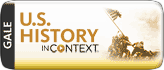 GALE
U.S.
HISTORY
IN CONTEXT